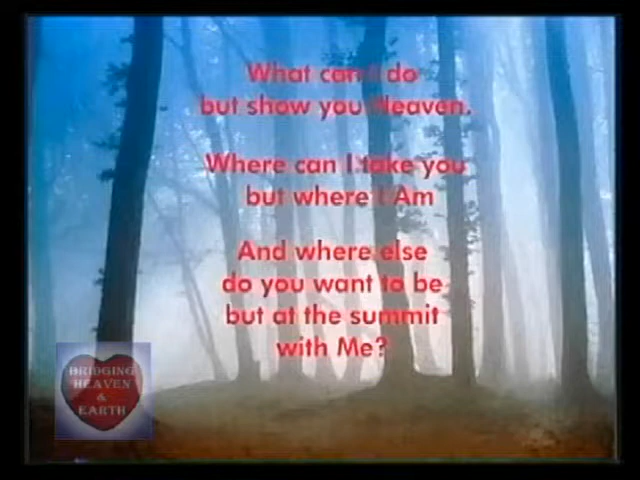 What can I do
but show you Heaven.
Where can I take you
but where I Am
And where else
do you want to be
but at the summit
with Me?
BRIDGING
HEAVEN
&
EARTH